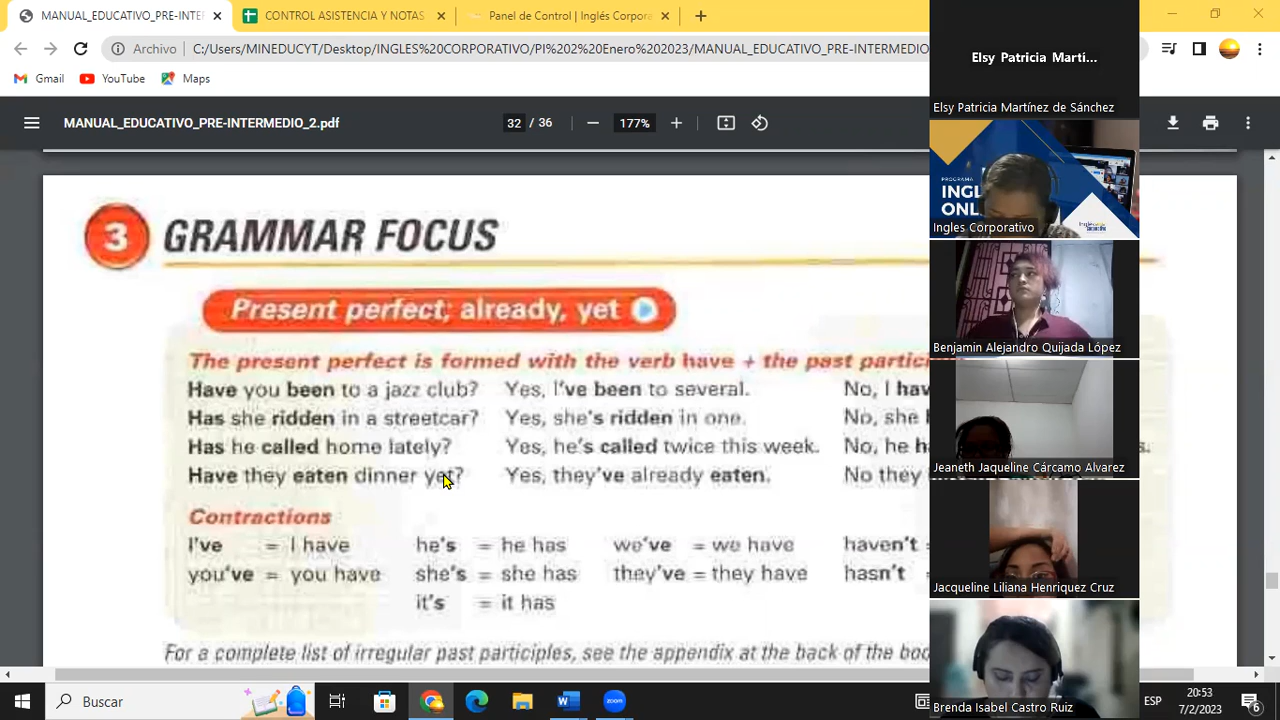 MANUAL_EDUCATIVO_PRE-INTERMED
CONTROL ASISTENCIA Y NOTAS
Panel de Control | Inglés Corpora
Archivo
C:/Users/MINEDUCYT/Desktop/INGLES%20CORPORATIVO/PI%202%20Enero%202023/MANUAL_EDUCATIVO_PRE-INTERMEDIO
Gmail
YouTube
Maps
MANUAL_EDUCATIVO_PRE-INTERMEDIO_2.pdf
32 / 36
177%
3 GRAMMAR FOCUS
Present perfect; already, yet
The present perfect is formed with the verb have + the past partici
Have you been to a jazz club? Yes, I've been to several. No, I hav
Has she ridden in a streetcar? Yes, she's ridden in one. No, she
Has he called home lately? Yes, he's called twice this week. No, he ha
Have they eaten dinner yet? Yes, they've already eaten. No they
Contractions
I've = I have he's = he has we've = we have haven't =
you've = you have she's = she has they've = they have hasn't =
it's = it has
For a complete list of irregular past participles, see the appendix at the back of the boo
Elsy Patricia Martí...
Elsy Patricia Martínez de Sánchez
PROGRAMA
INGL
ONL
Ingles Corporativo
Benjamin Alejandro Quijada López
Jeaneth Jaqueline Cárcamo Alvarez
Jacqueline Liliana Henriquez Cruz
Brenda Isabel Castro Ruiz
Buscar
ESP
20:53
7/2/2023
6